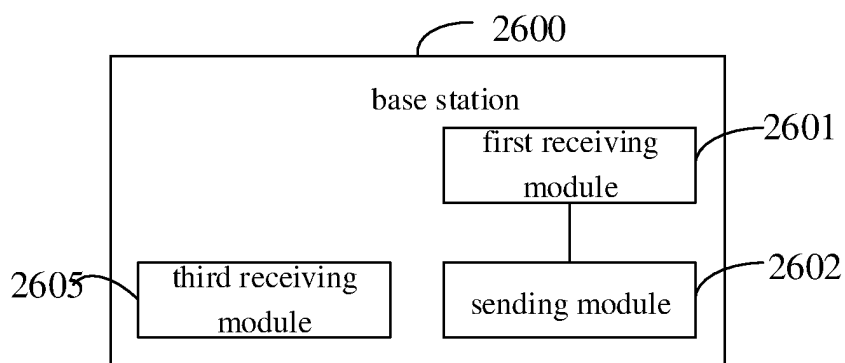 2600
base station
first receiving
module
2601
third receiving
module
2605
sending module
2602